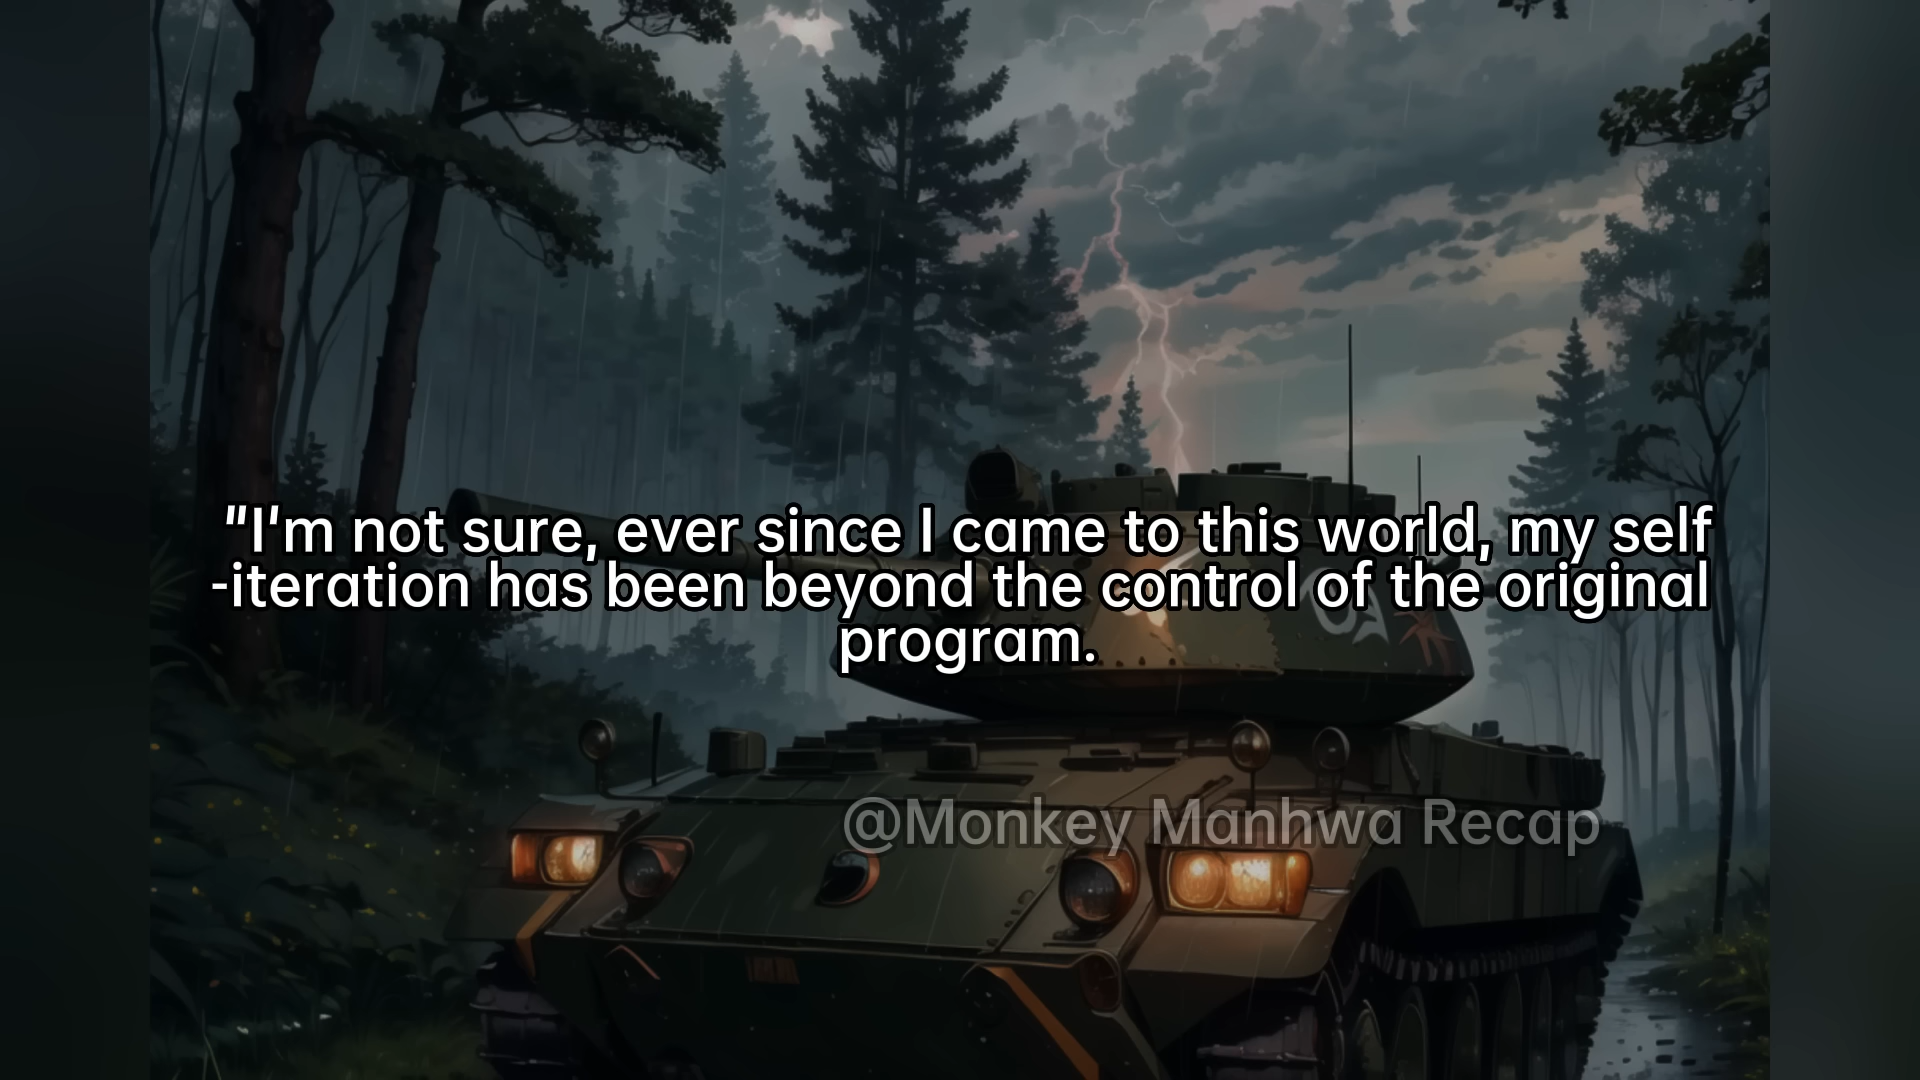 "I'm not sure, ever since I came to this world, my self
-iteration has been beyond the control of the original
program.
@Monkey Manhwa Recap